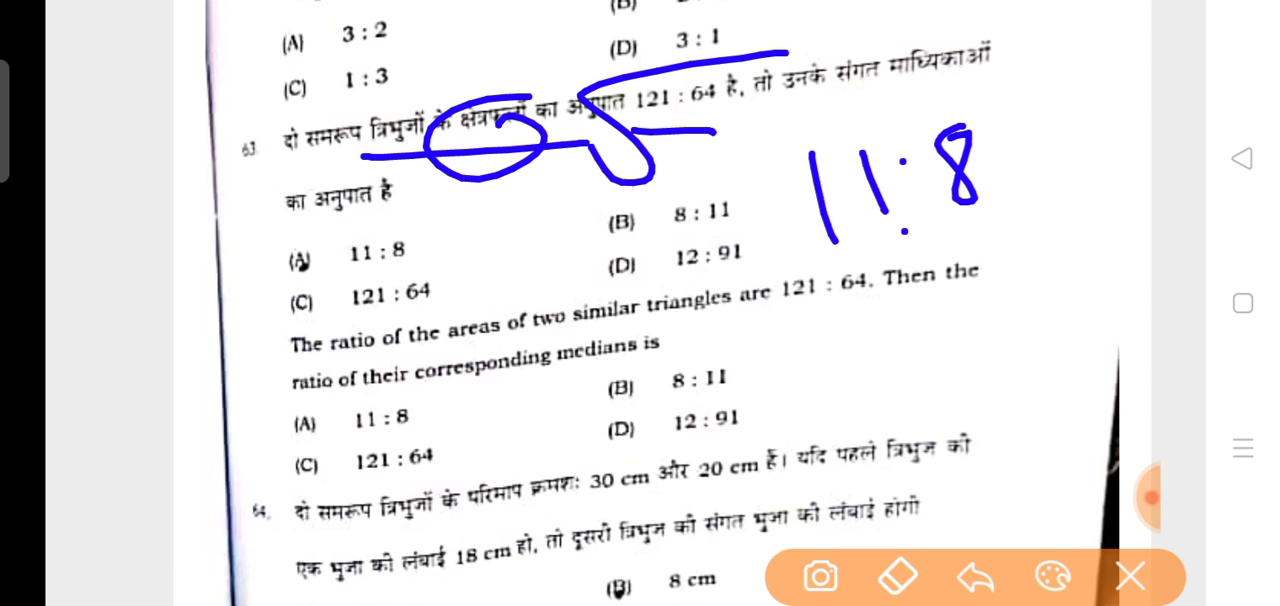 (A) 3 : 2
(D) 3 : 1
(C) 1 : 3
63. दो समरूप त्रिभुजों के क्षेत्रफलों का अनुपात 121 : 64 है, तो उनके संगत माध्यिकाओं
का अनुपात है
(A) 11 : 8 (B) 8 : 11
(C) 121 : 64 (D) 12 : 91
11:8
The ratio of the areas of two similar triangles are 121 : 64. Then the
ratio of their corresponding medians is
(A) 11 : 8 (B) 8 : 11
(C) 121 : 64 (D) 12 : 91
64. दो समरूप त्रिभुजों के परिमाप क्रमशः 30 cm और 20 cm हैं। यदि पहले त्रिभुज की
एक भुजा की लंबाई 18 cm हो, तो दूसरी त्रिभुज की संगत भुजा की लंबाई होगी
(B) 8 cm